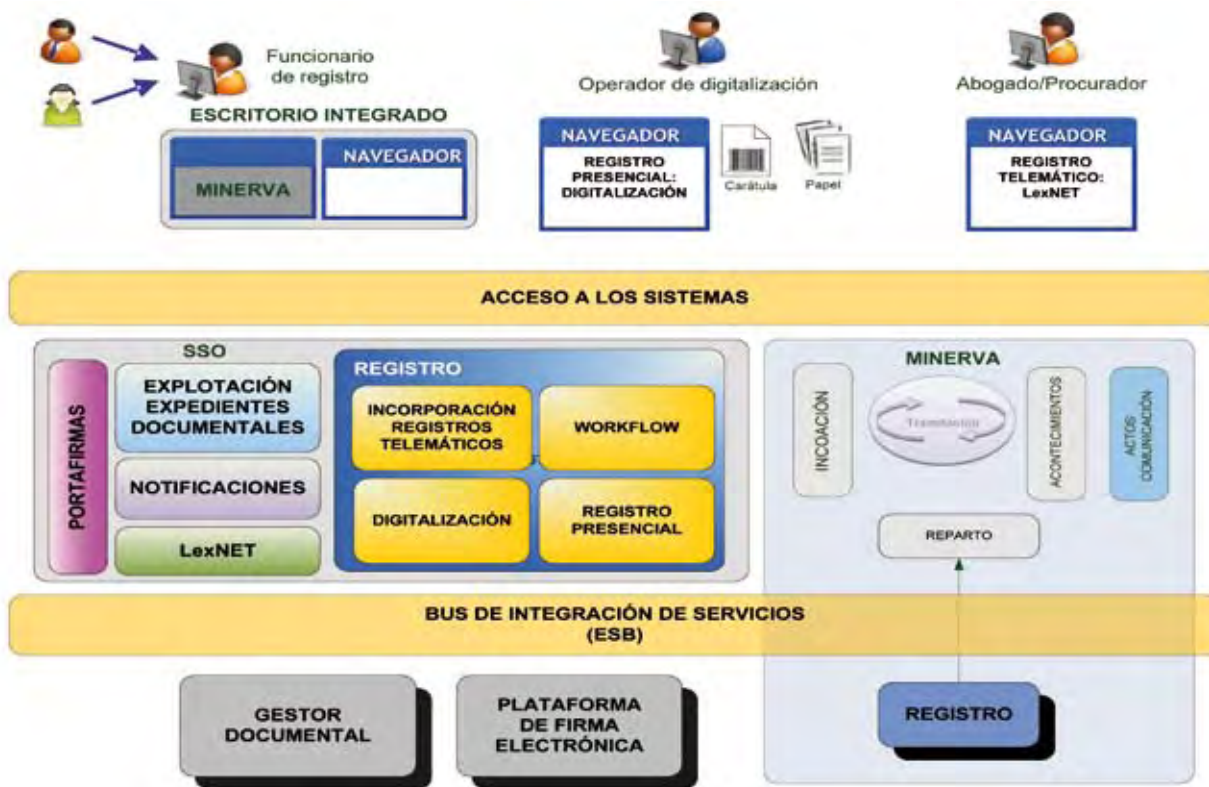 Funcionario
de registro
ESCRITORIO INTEGRADO
MINERVA
NAVEGADOR
Operador de digitalización
NAVEGADOR
REGISTRO
PRESENCIAL:
DIGITALIZACIÓN
Carátula
Papel
Abogado/Procurador
NAVEGADOR
REGISTRO
TELEMÁTICO:
LexNET
ACCESO A LOS SISTEMAS
SSO
PORTAFIRMAS
EXPLOTACIÓN
EXPEDIENTES
DOCUMENTALES
NOTIFICACIONES
LexNET
REGISTRO
INCORPORACIÓN
REGISTROS
TELEMÁTICOS
WORKFLOW
DIGITALIZACIÓN
REGISTRO
PRESENCIAL
MINERVA
INCOACIÓN
Tramitación
ACONTECIMIENTOS
ACTOS
COMUNICACIÓN
REPARTO
BUS DE INTEGRACIÓN DE SERVICIOS
(ESB)
GESTOR
DOCUMENTAL
PLATAFORMA
DE FIRMA
ELECTRÓNICA
REGISTRO